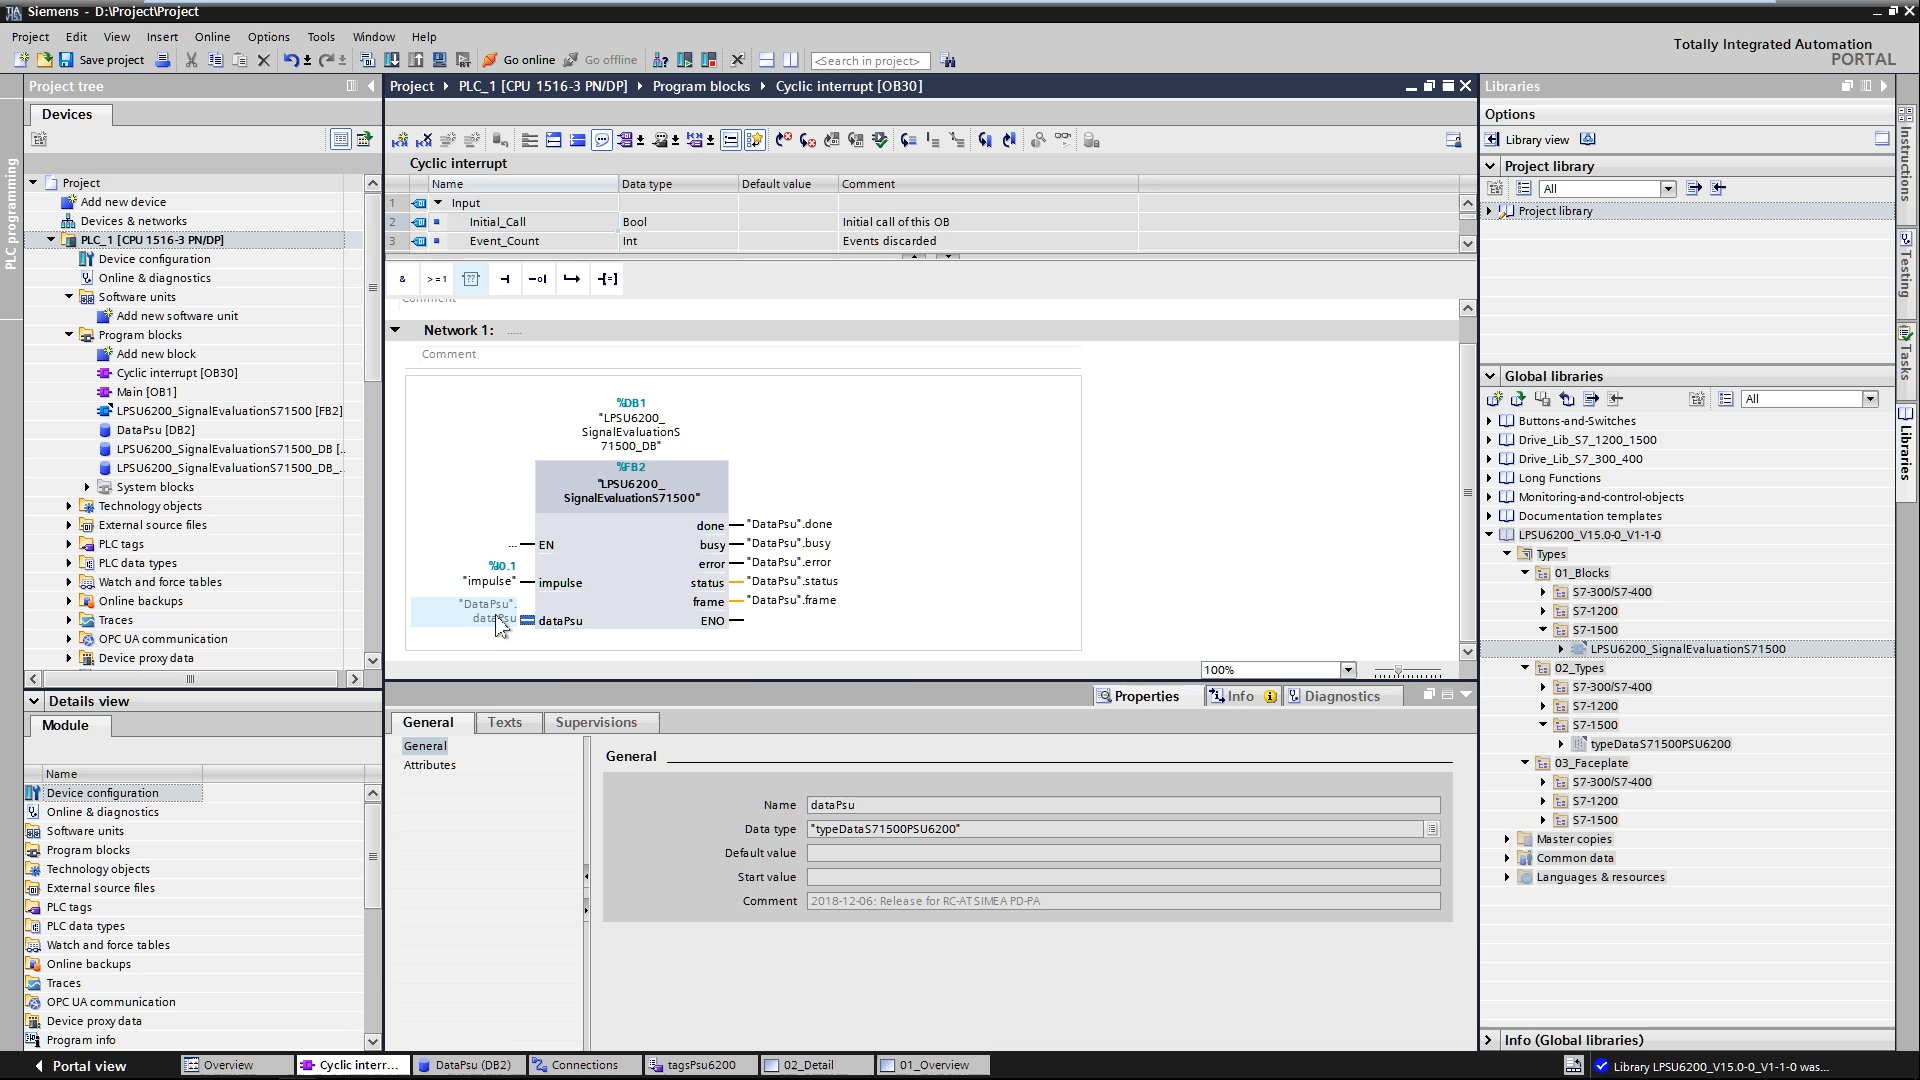 Siemens - D:\Project\Project
Project Edit View Insert Online Options Tools Window Help
Totally Integrated Automation
PORTAL
Save project
Go online
Go offline
<Search in project>
Project tree
Devices
PLC programming
Project
Add new device
Devices & networks
PLC_1 [CPU 1516-3 PN/DP]
Device configuration
Online & diagnostics
Software units
Add new software unit
Program blocks
Add new block
Cyclic interrupt [OB30]
Main [OB1]
LPSU6200_SignalEvaluationS71500 [FB2]
DataPsu [DB2]
LPSU6200_SignalEvaluationS71500_DB [..
LPSU6200_SignalEvaluationS71500_DB_..
System blocks
Technology objects
External source files
PLC tags
PLC data types
Watch and force tables
Online backups
Traces
OPC UA communication
Device proxy data
Details view
Module
Name
Device configuration
Online & diagnostics
Software units
Program blocks
Technology objects
External source files
PLC tags
PLC data types
Watch and force tables
Online backups
Traces
OPC UA communication
Device proxy data
Program info
Project PLC_1 [CPU 1516-3 PN/DP] Program blocks Cyclic interrupt [OB30]
Cyclic interrupt
Name Data type Default value Comment
1 Input
2 Initial_Call Bool Initial call of this OB
3 Event_Count Int Events discarded
& >=1 ??
Comment
Network 1: .....
Comment
%DB1
"LPSU6200_
SignalEvaluationS
71500_DB"
%FB2
"LPSU6200_
SignalEvaluationS71500"
done "DataPsu".done
... EN busy "DataPsu".busy
%I0.1 error "DataPsu".error
"impulse" impulse status "DataPsu".status
"DataPsu". frame "DataPsu".frame
dataPsu dataPsu ENO
100%
Properties Info Diagnostics
General Texts Supervisions
General
Attributes
General
Name dataPsu
Data type "typeDataS71500PSU6200"
Default value
Start value
Comment 2018-12-06: Release for RC-AT SIMEA PD-PA
Libraries
Options
Library view
Project library
All
Project library
Global libraries
All
Buttons-and-Switches
Drive_Lib_S7_1200_1500
Drive_Lib_S7_300_400
Long Functions
Monitoring-and-control-objects
Documentation templates
LPSU6200_V15.0-0_V1-1-0
Types
01_Blocks
S7-300/S7-400
S7-1200
S7-1500
LPSU6200_SignalEvaluationS71500
02_Types
S7-300/S7-400
S7-1200
S7-1500
typeDataS71500PSU6200
03_Faceplate
S7-300/S7-400
S7-1200
S7-1500
Master copies
Common data
Languages & resources
Info (Global libraries)
Instructions
Testing
Tasks
Libraries
Portal view Overview Cyclic interr... DataPsu (DB2) Connections tagsPsu6200 02_Detail 01_Overview
Library LPSU6200_V15.0-0_V1-1-0 was...